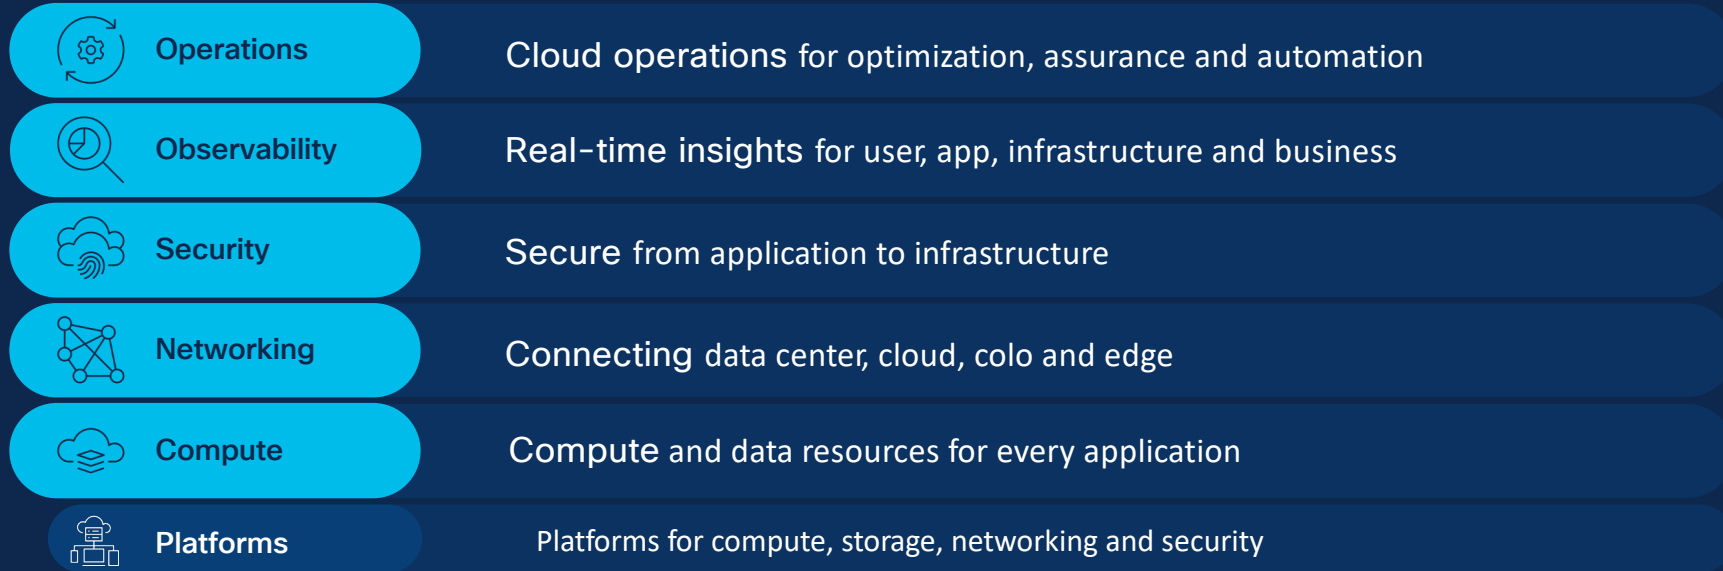 Operations
Cloud operations for optimization, assurance and automation
Observability
Real-time insights for user, app, infrastructure and business
Security
Secure from application to infrastructure
Networking
Connecting data center, cloud, colo and edge
Compute
Compute and data resources for every application
Platforms
Platforms for compute, storage, networking and security